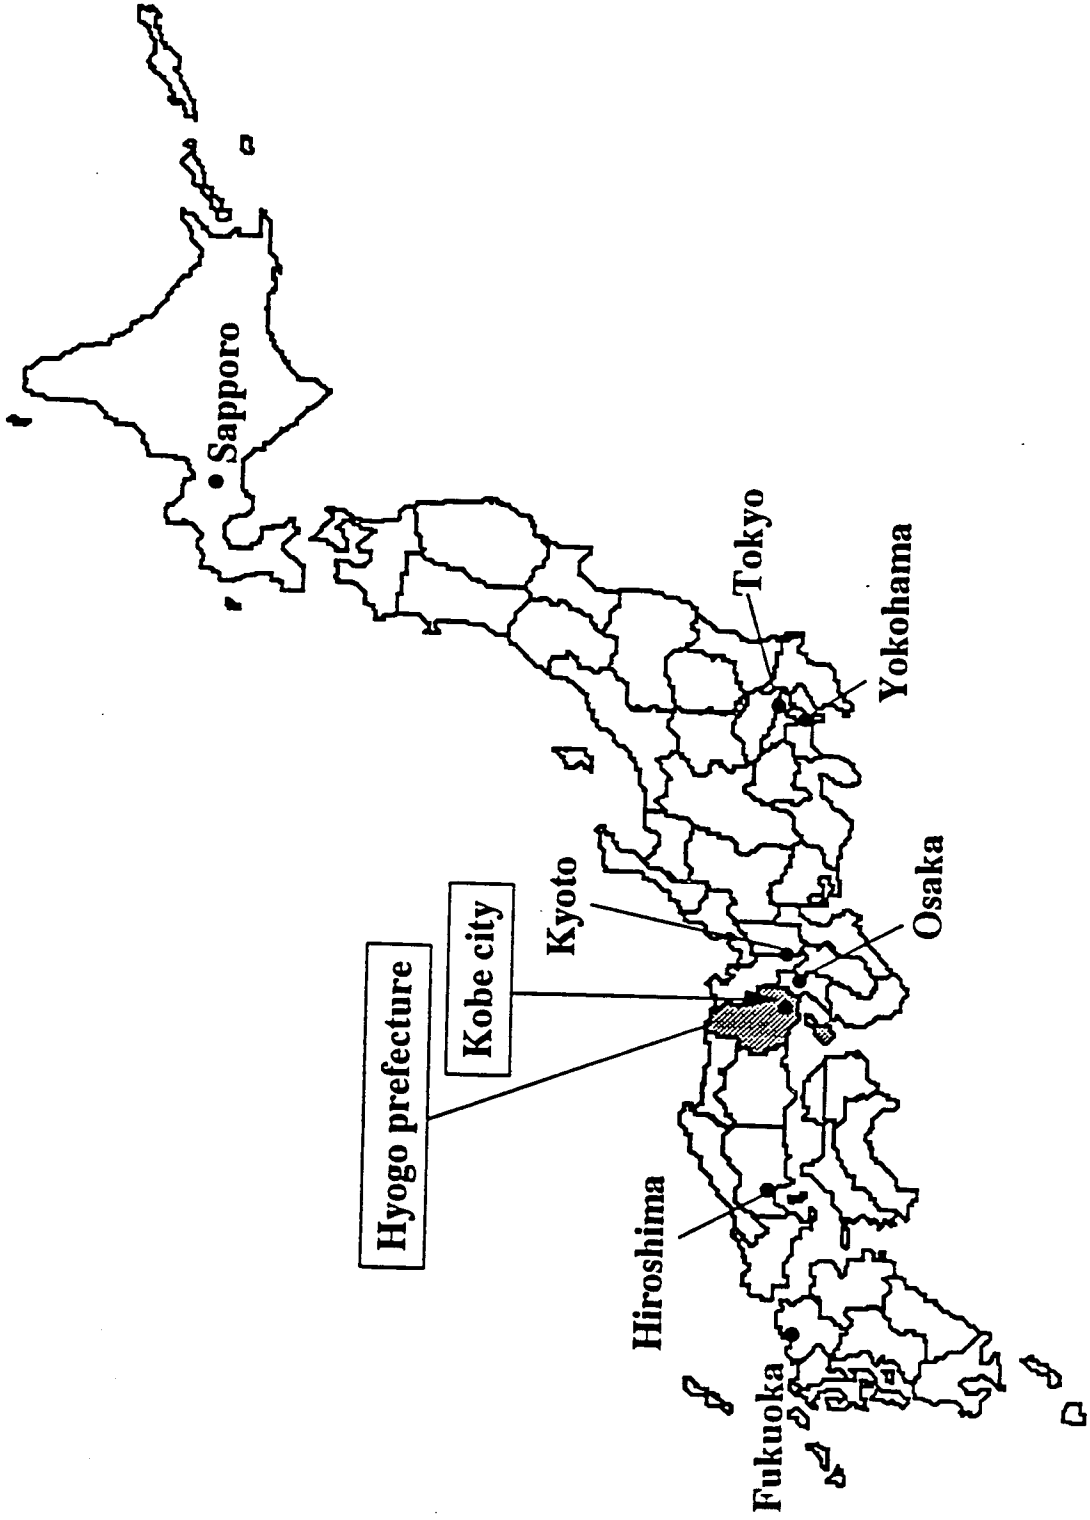 Sapporo
Tokyo
Yokohama
Kyoto
Osaka
Kobe city
Hyogo prefecture
Hiroshima
Fukuoka